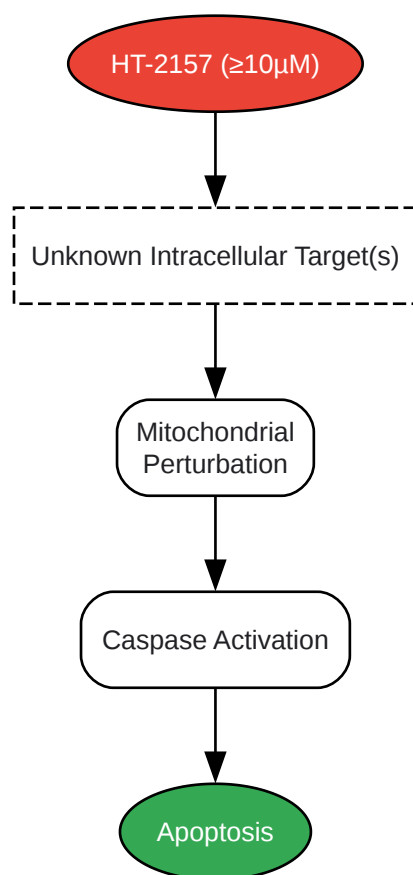 HT-2157 (≥10µM)
Unknown Intracellular Target(s)
Mitochondrial
Perturbation
Caspase Activation
Apoptosis